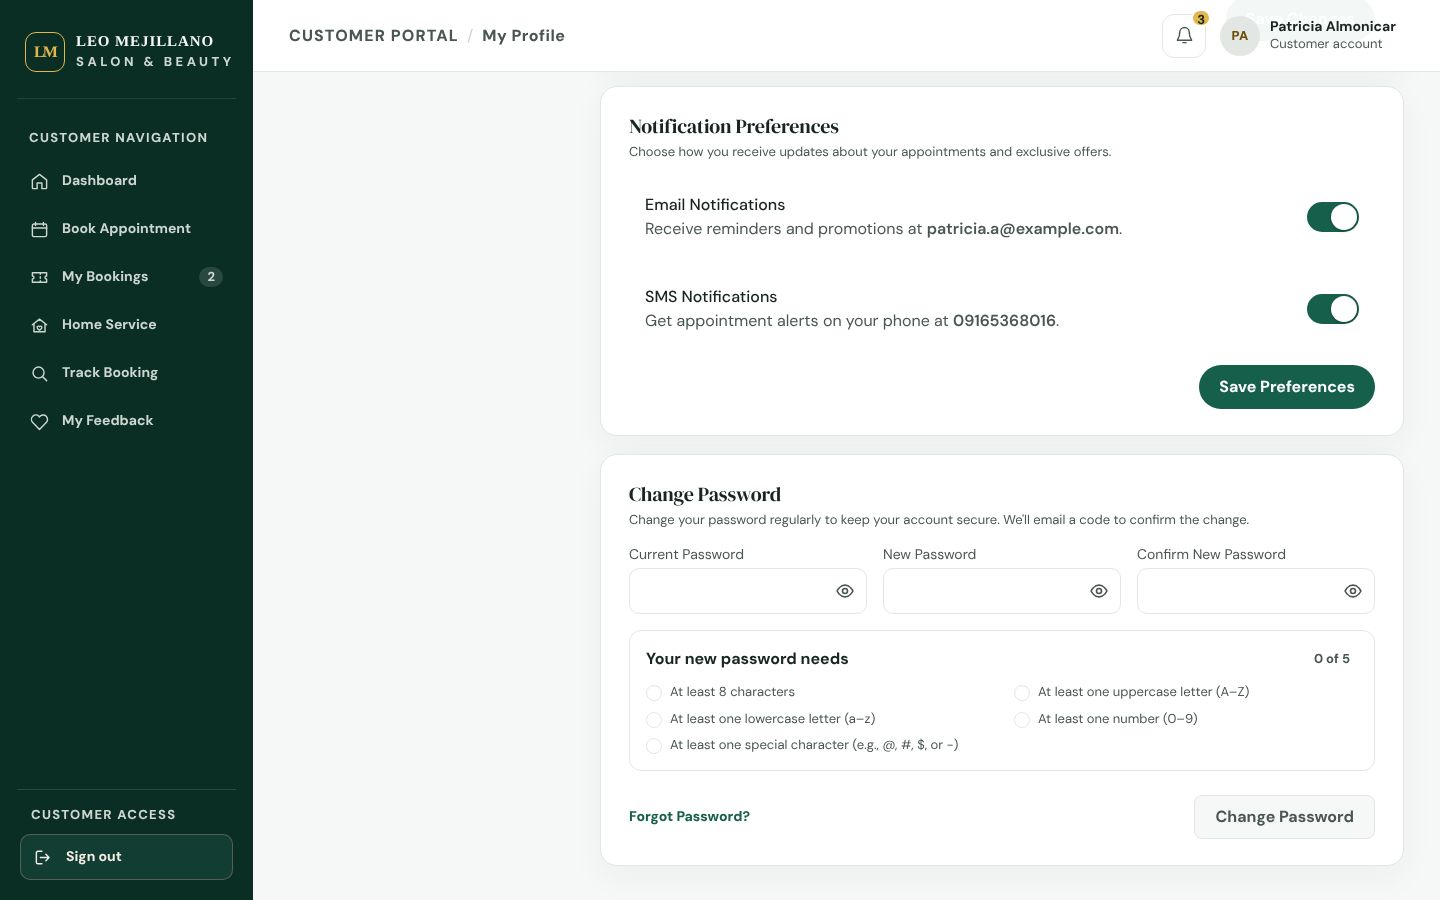 LM
LEO MEJILLANO
SALON & BEAUTY
CUSTOMER NAVIGATION
Dashboard
Book Appointment
My Bookings 2
Home Service
Track Booking
My Feedback
CUSTOMER ACCESS
Sign out
CUSTOMER PORTAL / My Profile
3
PA
Patricia Almonicar
Customer account
Notification Preferences
Choose how you receive updates about your appointments and exclusive offers.
Email Notifications
Receive reminders and promotions at patricia.a@example.com.
SMS Notifications
Get appointment alerts on your phone at 09165368016.
Save Preferences
Change Password
Change your password regularly to keep your account secure. We'll email a code to confirm the change.
Current Password New Password Confirm New Password
Your new password needs 0 of 5
At least 8 characters At least one uppercase letter (A–Z)
At least one lowercase letter (a–z) At least one number (0–9)
At least one special character (e.g., @, #, $, or -)
Forgot Password? Change Password